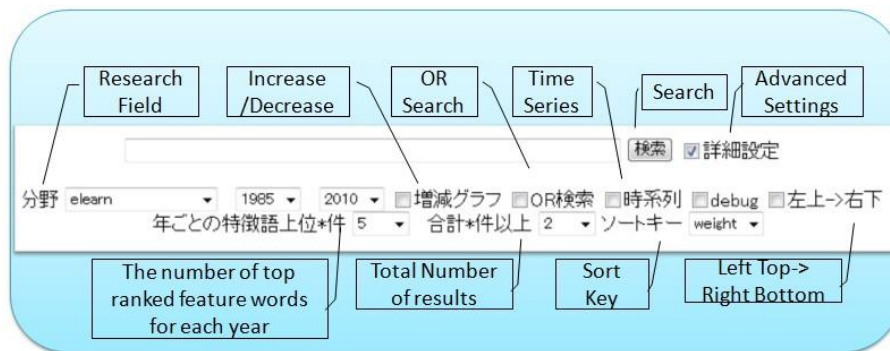 Research
Field
Increase
/Decrease
OR
Search
Time
Series
Search
Advanced
Settings
検索 詳細設定
分野 elearn 1985 2010 増減グラフ OR検索 時系列 debug 左上->右下
年ごとの特徴語上位*件 5 合計*件以上 2 ソートキー weight
The number of top
ranked feature words
for each year
Total Number
of results
Sort
Key
Left Top->
Right Bottom